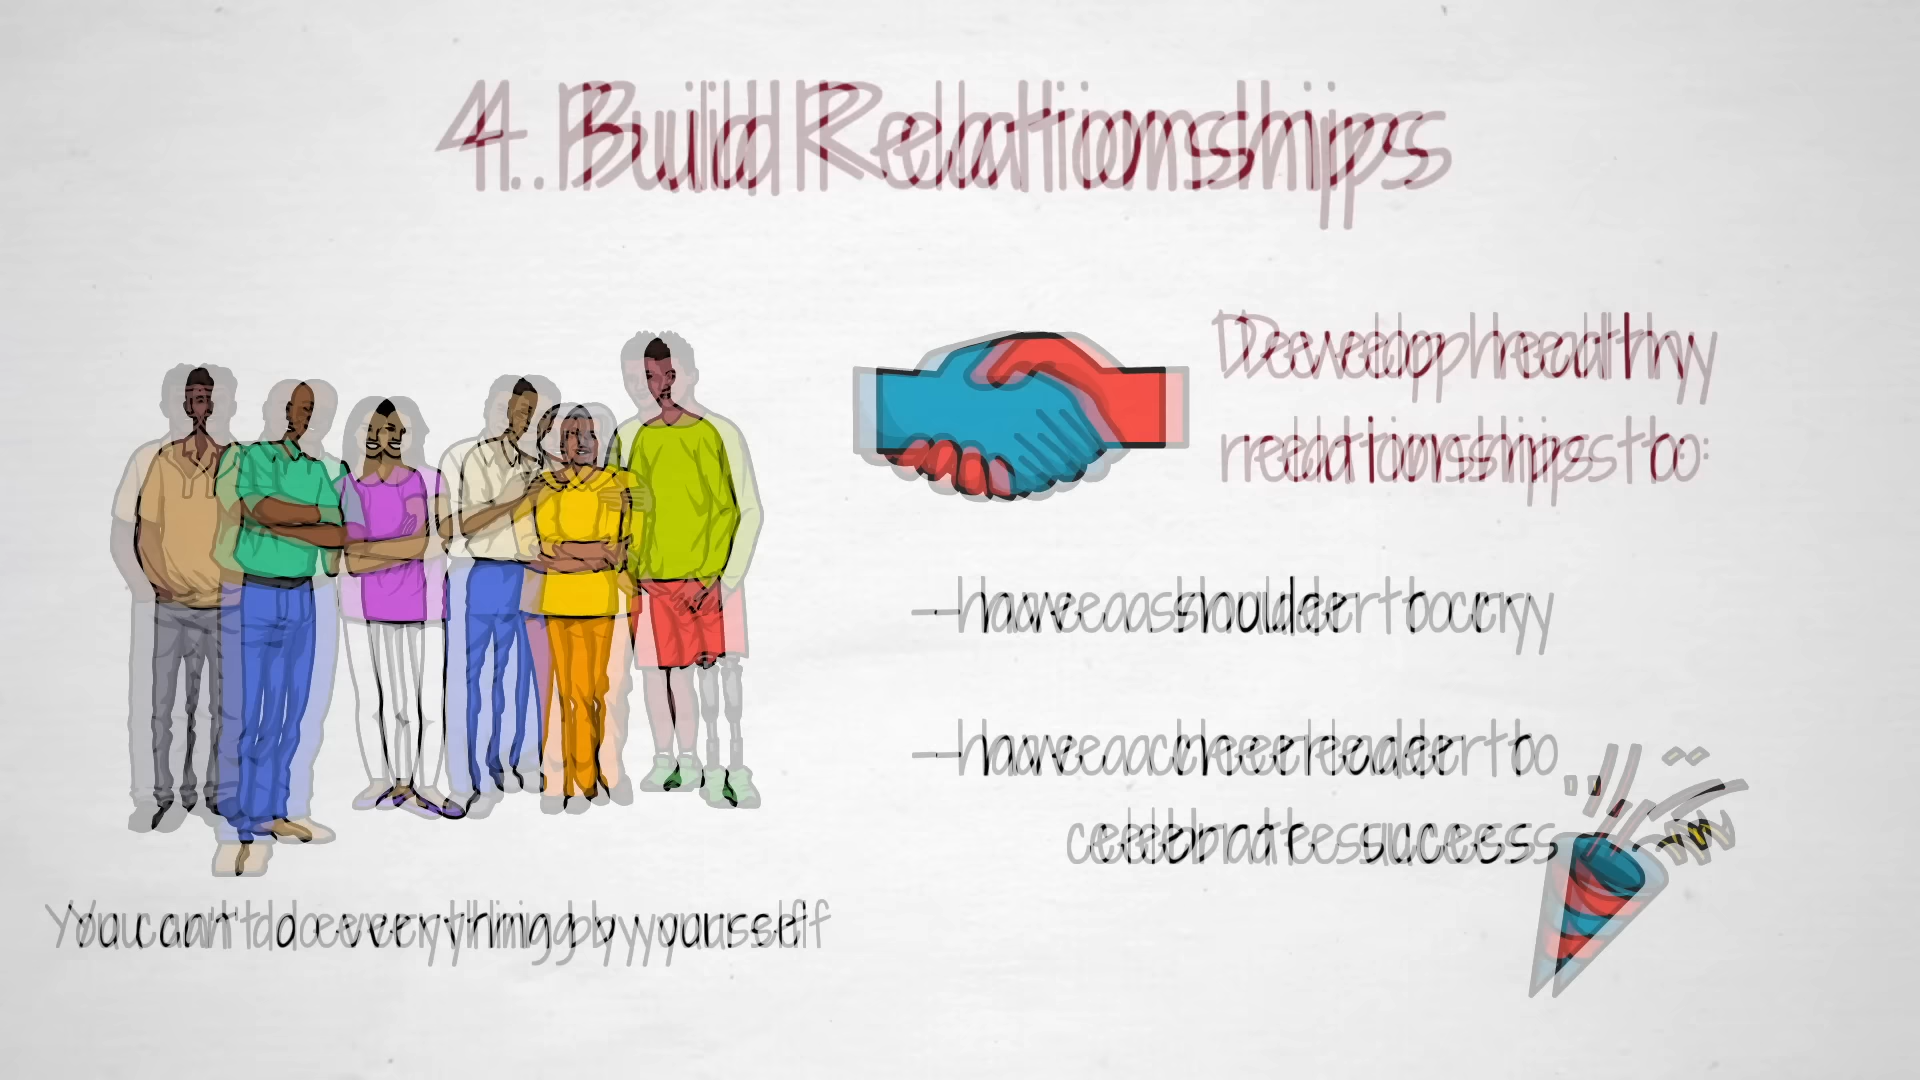 4. Build Relationships
Develop healthy
relationships to:
- have a shoulder to cry
- have a cheerleader to
celebrate success
You can't do everything by yourself